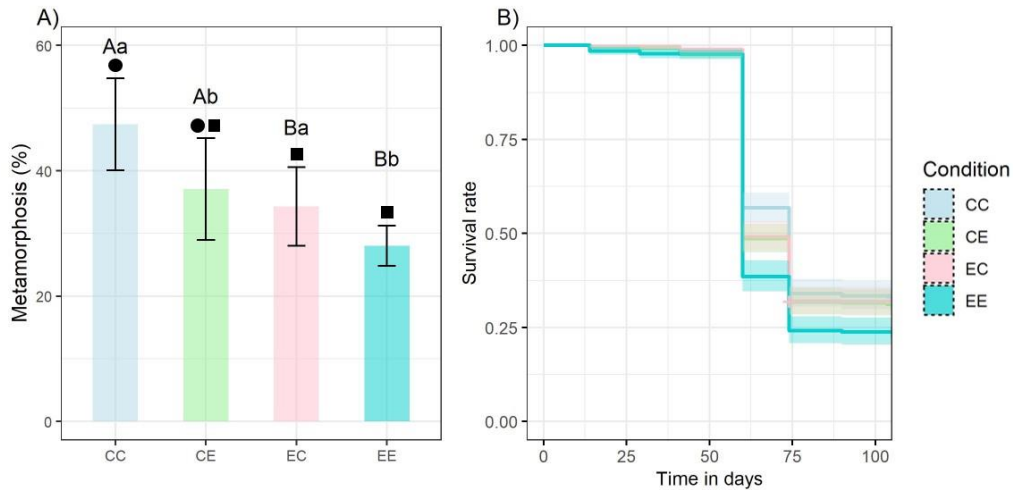 A)
Metamorphosis (%)
60
40
20
0
Aa
Ab
Ba
Bb
CC
CE
EC
EE
B)
Survival rate
1.00
0.75
0.50
0.25
0.00
0
25
50
75
100
Time in days
Condition
CC
CE
EC
EE